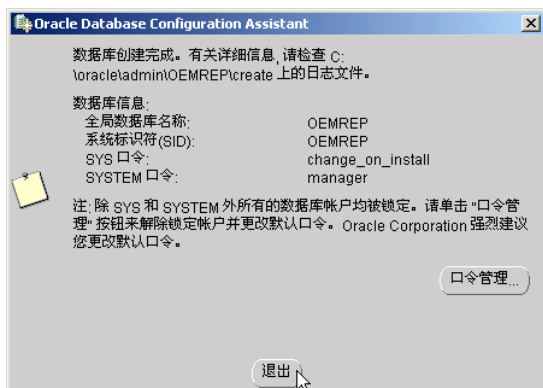 Oracle Database Configuration Assistant
数据库创建完成。有关详细信息,请检查 C:
\oracle\admin\OEMREP\create 上的日志文件。
数据库信息:
全局数据库名称: OEMREP
系统标识符(SID): OEMREP
SYS 口令: change_on_install
SYSTEM 口令: manager
注:除 SYS 和 SYSTEM 外所有的数据库帐户均被锁定。请单击 "口令管
理" 按钮来解除锁定帐户并更改默认口令。Oracle Corporation 强烈建议
您更改默认口令。
口令管理...
退出